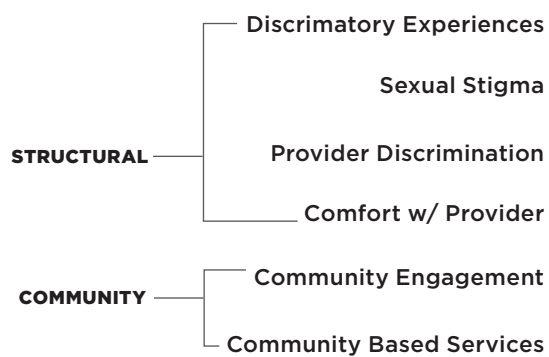 Discrimatory Experiences
Sexual Stigma
STRUCTURAL
Provider Discrimination
Comfort w/ Provider
Community Engagement
COMMUNITY
Community Based Services